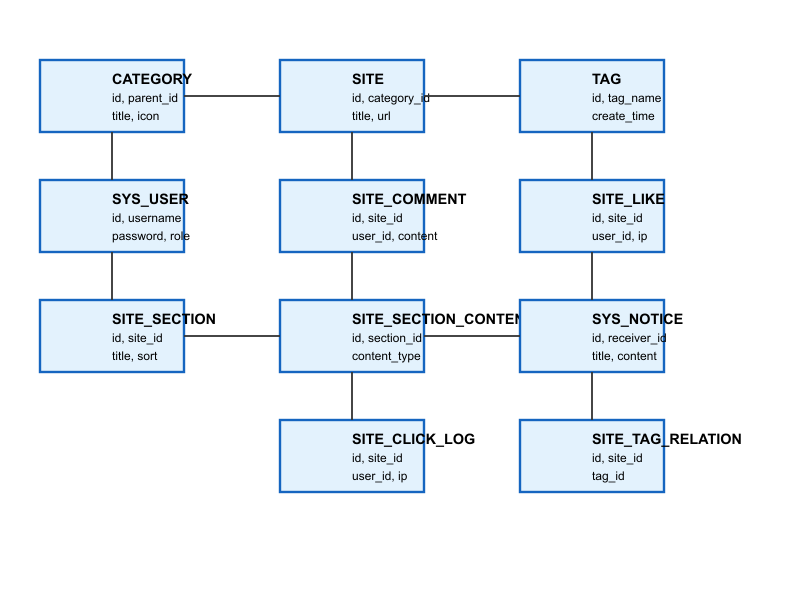 CATEGORY
id, parent_id
title, icon
SITE
id, category_id
title, url
TAG
id, tag_name
create_time
SYS_USER
id, username
password, role
SITE_COMMENT
id, site_id
user_id, content
SITE_LIKE
id, site_id
user_id, ip
SITE_SECTION
id, site_id
title, sort
SITE_SECTION_CONTEN
id, section_id
content_type
SYS_NOTICE
id, receiver_id
title, content
SITE_CLICK_LOG
id, site_id
user_id, ip
SITE_TAG_RELATION
id, site_id
tag_id